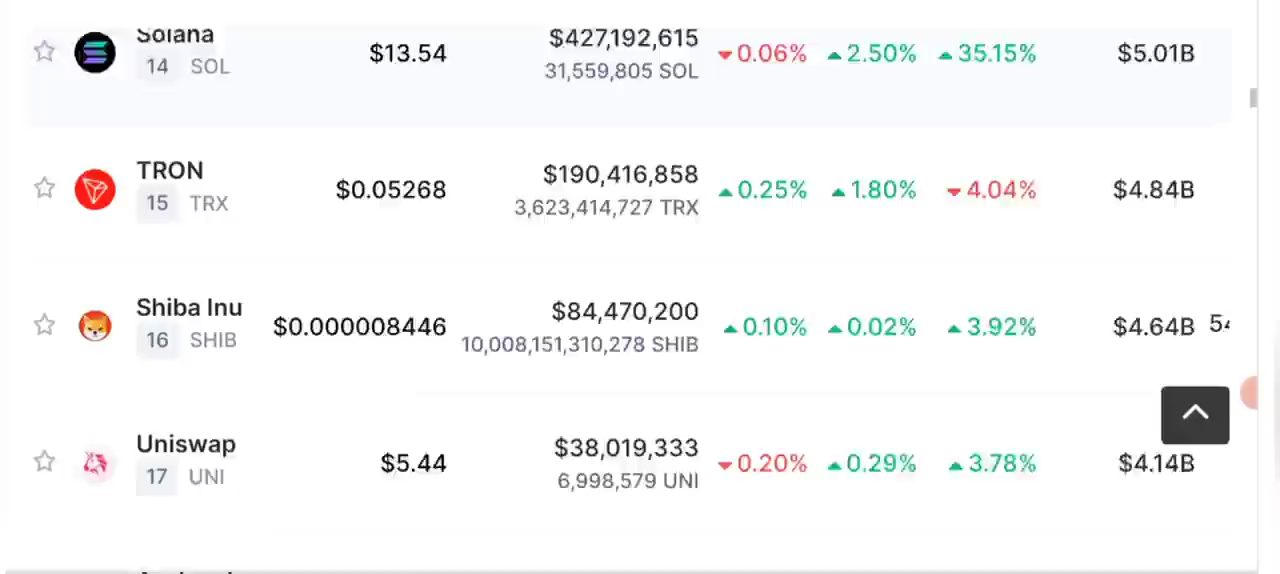 Solana
14 SOL
$13.54
$427,192,615
31,559,805 SOL
0.06%
2.50%
35.15%
$5.01B
TRON
15 TRX
$0.05268
$190,416,858
3,623,414,727 TRX
0.25%
1.80%
4.04%
$4.84B
Shiba Inu
16 SHIB
$0.000008446
$84,470,200
10,008,151,310,278 SHIB
0.10%
0.02%
3.92%
$4.64B
Uniswap
17 UNI
$5.44
$38,019,333
6,998,579 UNI
0.20%
0.29%
3.78%
$4.14B